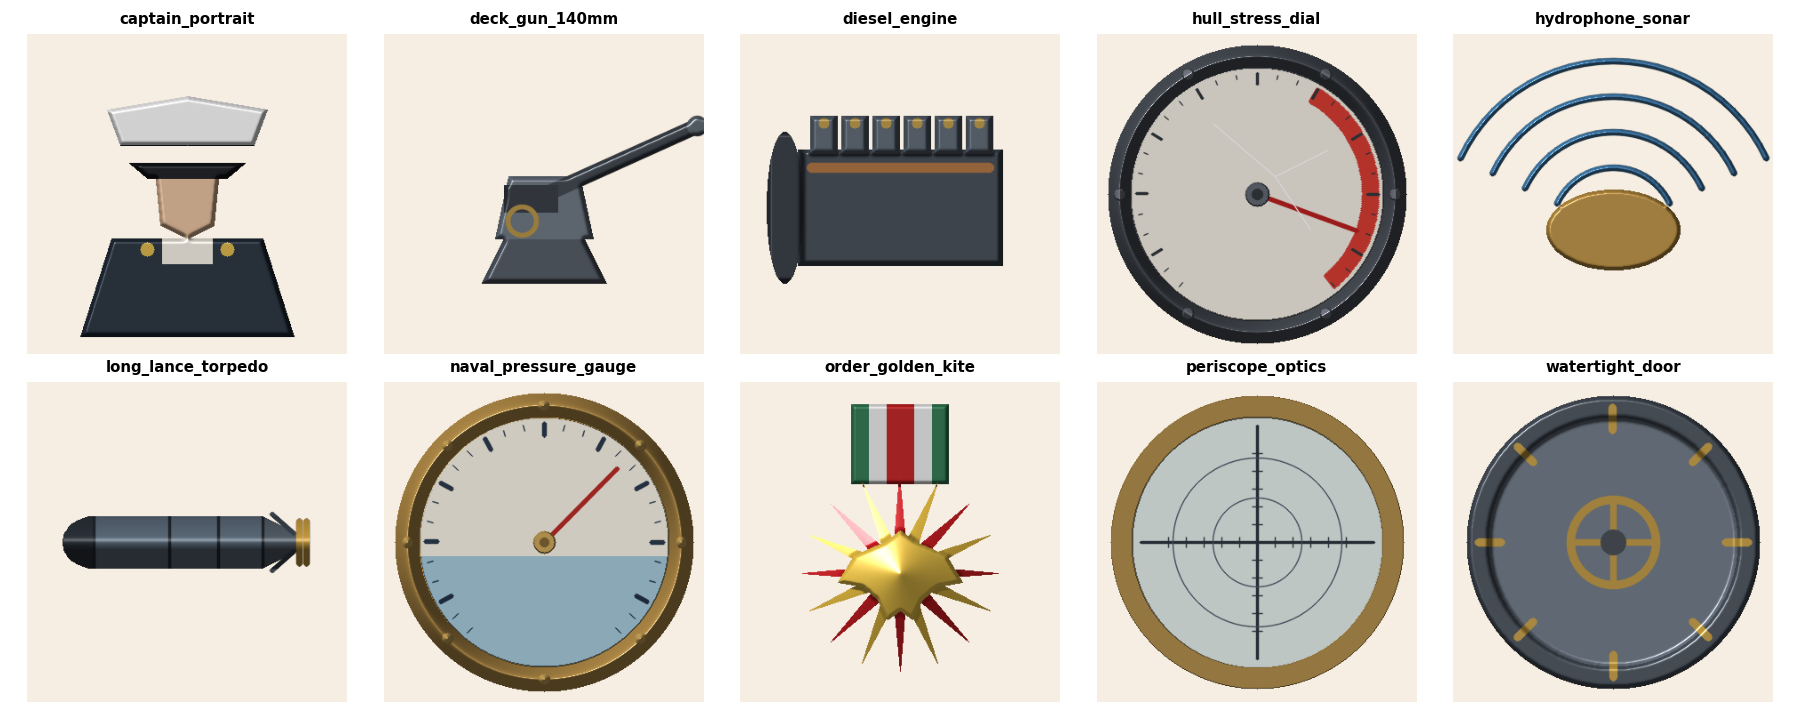 captain_portrait
deck_gun_140mm
diesel_engine
hull_stress_dial
hydrophone_sonar
long_lance_torpedo
naval_pressure_gauge
order_golden_kite
periscope_optics
watertight_door